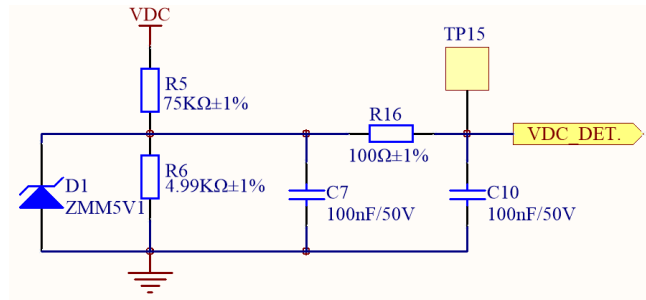 VDC
TP15
R5
75KΩ±1%
R16
100Ω±1%
VDC_DET.
D1
ZMM5V1
R6
4.99KΩ±1%
C7
100nF/50V
C10
100nF/50V